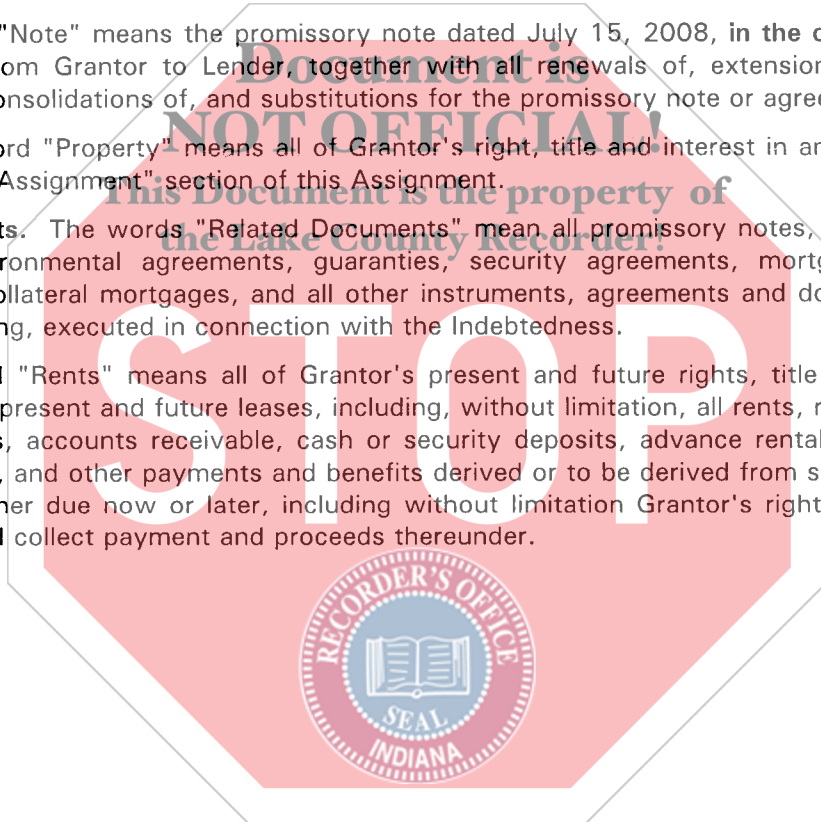 "Note" means the promissory note dated July 15, 2008, in the
om Grantor to Lender, together with all renewals of, extension
onsolidations of, and substitutions for the promissory note or agre
Document is
NOT OFFICIAL!
rd "Property" means all of Grantor's right, title and interest in a
Assignment" section of this Assignment.
This Document is the property of
the Lake County Recorder!
ts. The words "Related Documents" mean all promissory notes,
ronmental agreements, guaranties, security agreements, mort
ollateral mortgages, and all other instruments, agreements and do
ng, executed in connection with the Indebtedness.
STOP
"Rents" means all of Grantor's present and future rights, title
present and future leases, including, without limitation, all rents,
s, accounts receivable, cash or security deposits, advance renta
, and other payments and benefits derived or to be derived from s
her due now or later, including without limitation Grantor's right
collect payment and proceeds thereunder.
RECORDER'S OFFICE
SEAL
INDIANA